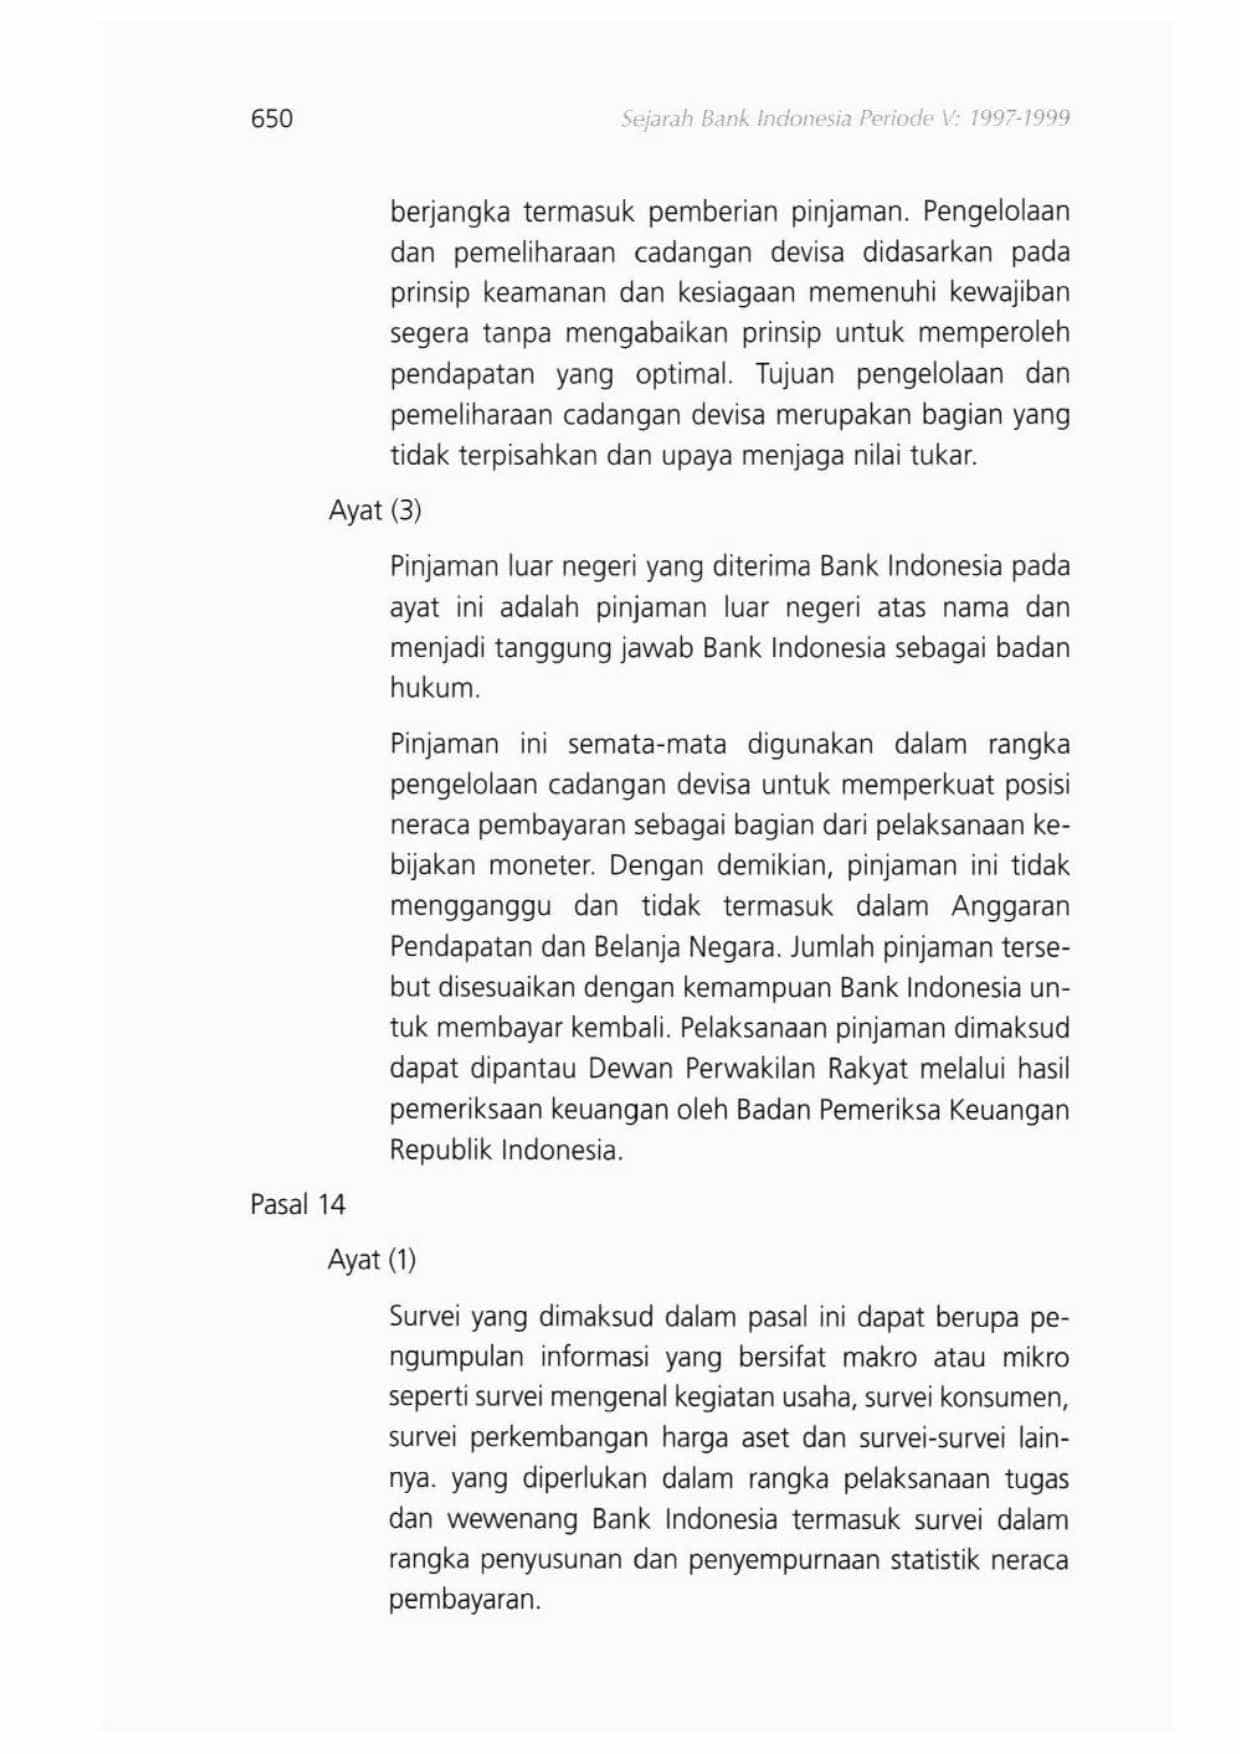 650
Sejarah Bank Indonesia Periode V: 1997-1999
berjangka termasuk pemberian pinjaman. Pengelolaan
dan pemeliharaan cadangan devisa didasarkan pada
prinsip keamanan dan kesiagaan memenuhi kewajiban
segera tanpa mengabaikan prinsip untuk memperoleh
pendapatan yang optimal. Tujuan pengelolaan dan
pemeliharaan cadangan devisa merupakan bagian yang
tidak terpisahkan dan upaya menjaga nilai tukar.
Ayat (3)
Pinjaman luar negeri yang diterima Bank Indonesia pada
ayat ini adalah pinjaman luar negeri atas nama dan
menjadi tanggung jawab Bank Indonesia sebagai badan
hukum.
Pinjaman ini semata-mata digunakan dalam rangka
pengelolaan cadangan devisa untuk memperkuat posisi
neraca pembayaran sebagai bagian dari pelaksanaan ke-
bijakan moneter. Dengan demikian, pinjaman ini tidak
mengganggu dan tidak termasuk dalam Anggaran
Pendapatan dan Belanja Negara. Jumlah pinjaman terse-
but disesuaikan dengan kemampuan Bank Indonesia un-
tuk membayar kembali. Pelaksanaan pinjaman dimaksud
dapat dipantau Dewan Perwakilan Rakyat melalui hasil
pemeriksaan keuangan oleh Badan Pemeriksa Keuangan
Republik Indonesia.
Pasal 14
Ayat (1)
Survei yang dimaksud dalam pasal ini dapat berupa pe-
ngumpulan informasi yang bersifat makro atau mikro
seperti survei mengenal kegiatan usaha, survei konsumen,
survei perkembangan harga aset dan survei-survei lain-
nya. yang diperlukan dalam rangka pelaksanaan tugas
dan wewenang Bank Indonesia termasuk survei dalam
rangka penyusunan dan penyempurnaan statistik neraca
pembayaran.